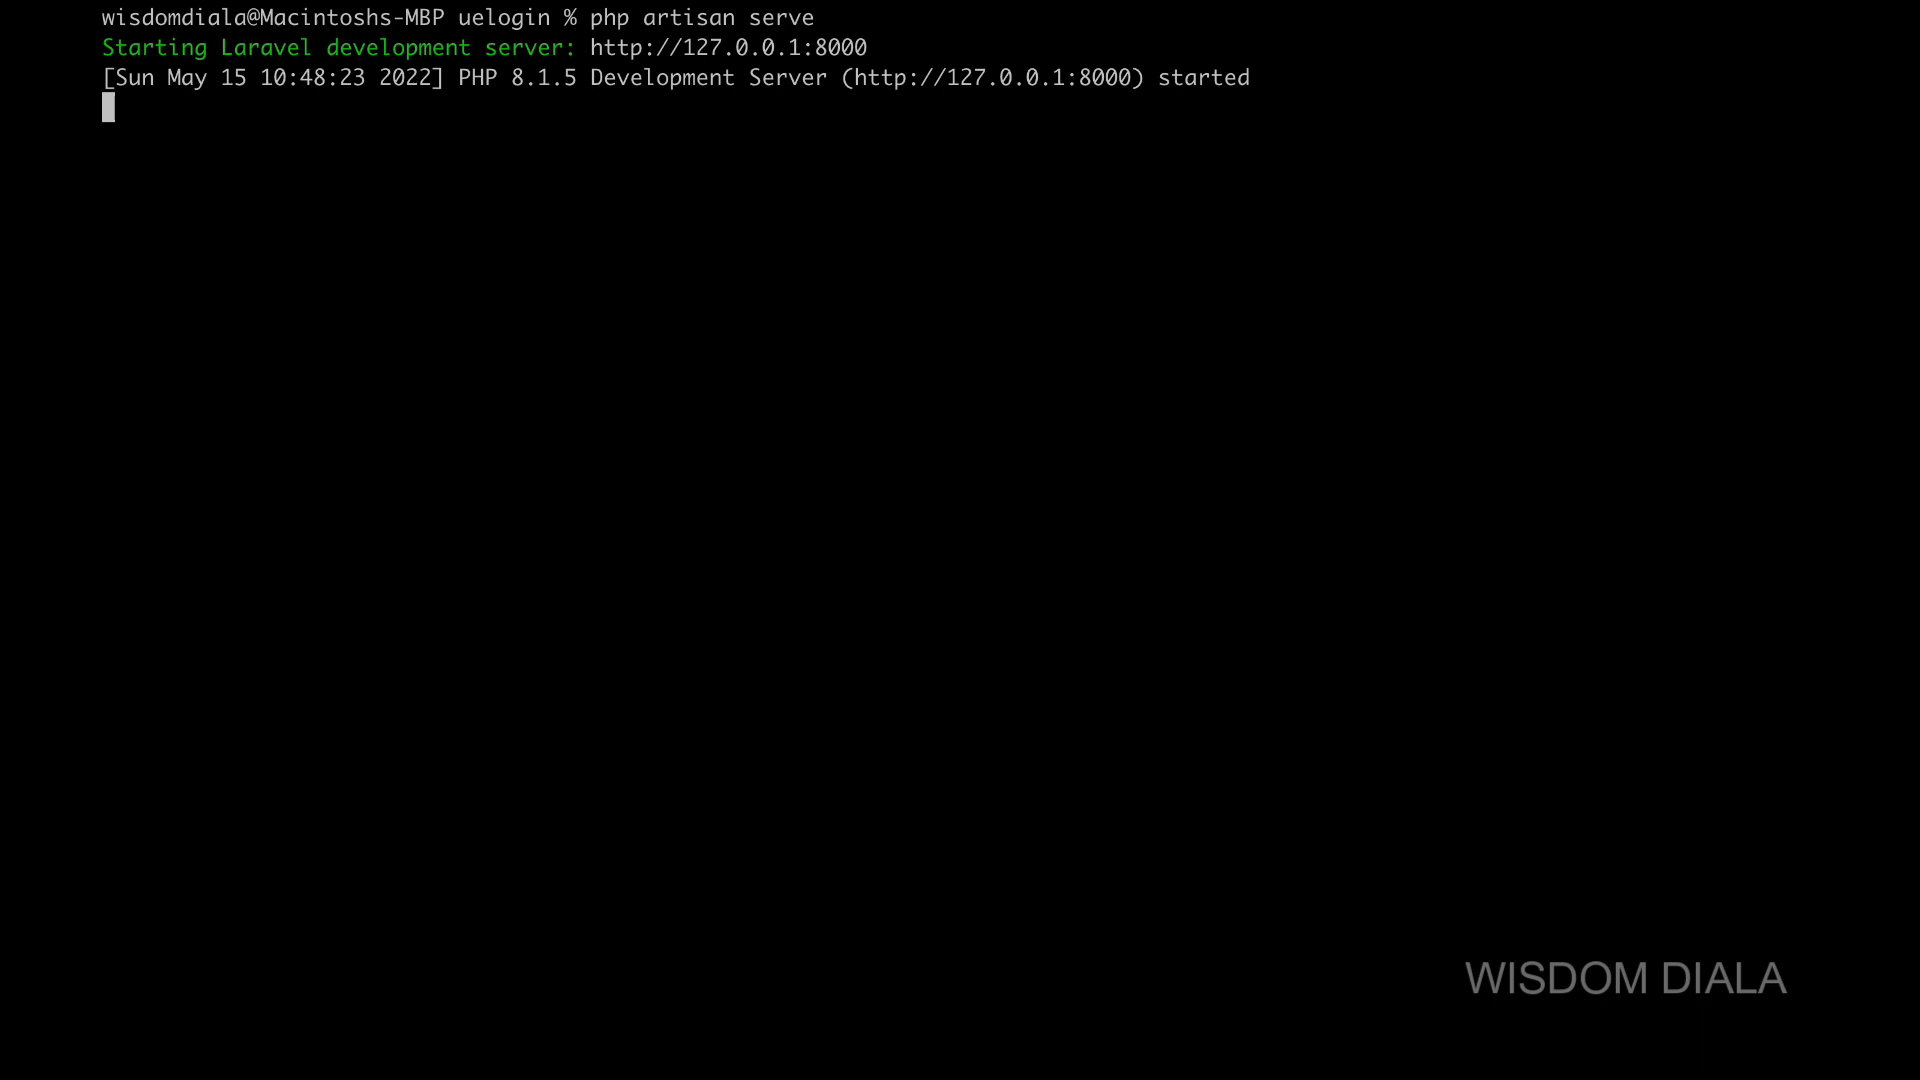 wisdomdiala@Macintoshs-MBP uelogin % php artisan serve
Starting Laravel development server: http://127.0.0.1:8000
[Sun May 15 10:48:23 2022] PHP 8.1.5 Development Server (http://127.0.0.1:8000) started
WISDOM DIALA